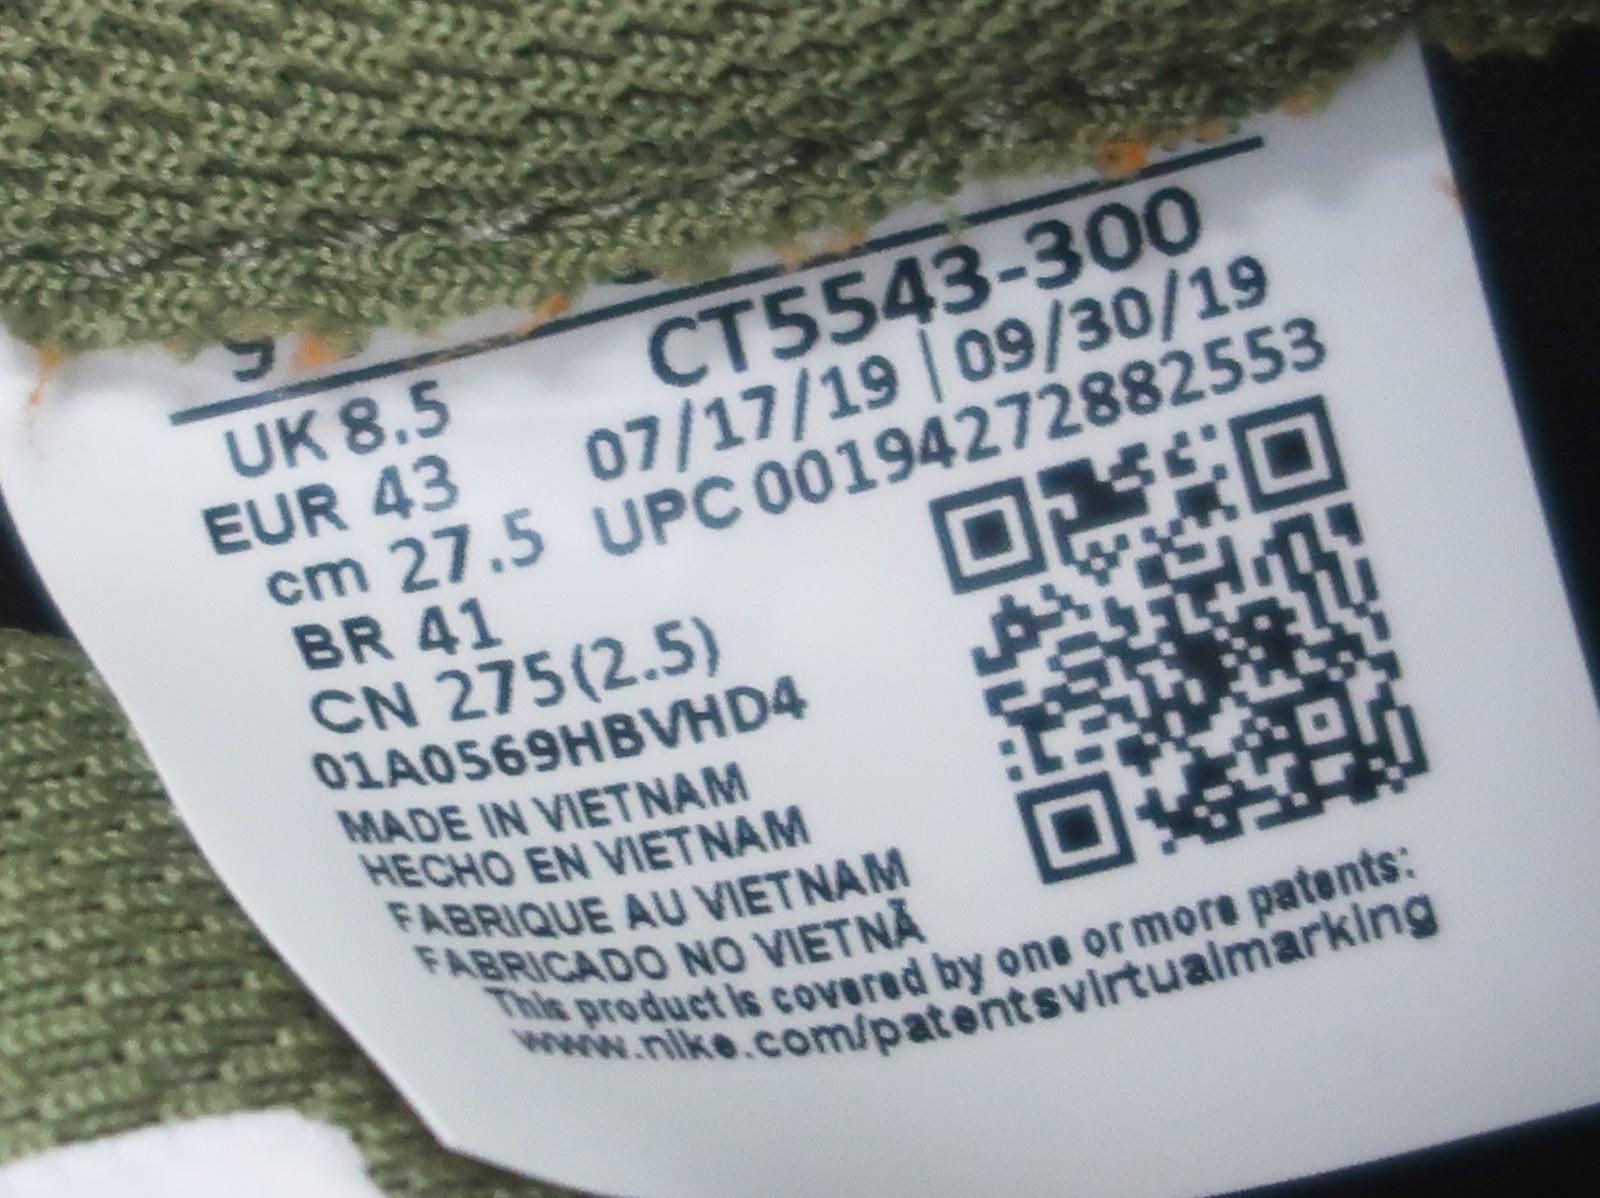 9
CT5543-300
UK 8.5
07/17/19 | 09/30/19
EUR 43
UPC 00194272882553
cm 27.5
BR 41
CN 275(2.5)
01A0569HBVHD4
MADE IN VIETNAM
HECHO EN VIETNAM
FABRIQUE AU VIETNAM
FABRICADO NO VIETNÃ
This product is covered by one or more patents:
www.nike.com/patentsvirtualmarking